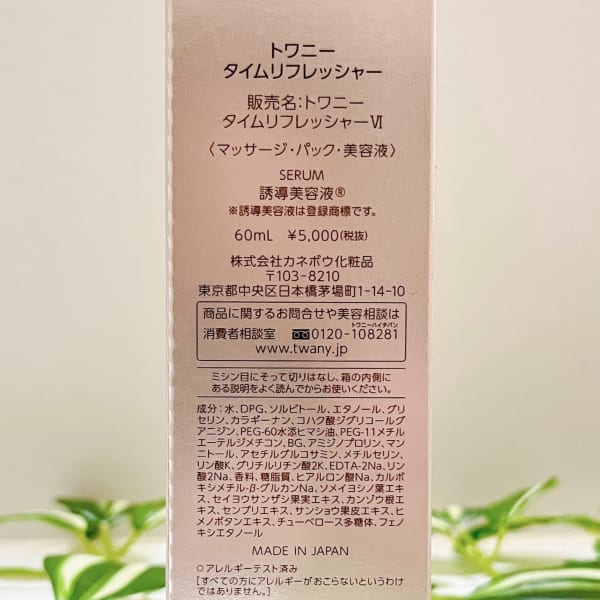 トワニー
タイムリフレッシャー
販売名:トワニー
タイムリフレッシャーⅥ
〈マッサージ・パック・美容液〉
SERUM
誘導美容液®
※誘導美容液は登録商標です。
60mL ¥5,000(税抜)
株式会社カネボウ化粧品
〒103-8210
東京都中央区日本橋茅場町1-14-10
商品に関するお問合せや美容相談は
トワニーハイチバン
消費者相談室 0120-108281
www.twany.jp
ミシン目にそって切りはなし、箱の内側に
ある説明をよく読んでからお使いください。
成分:水、DPG、ソルビトール、エタノール、グリ
セリン、カラギーナン、コハク酸ジグリコールグ
アニジン、PEG-60水添ヒマシ油、PEG-11メチル
エーテルジメチコン、BG、アミジノプロリン、マン
ニトール、アセチルグルコサミン、メチルセリン、
リン酸K、グリチルリチン酸2K、EDTA-2Na、リン
酸2Na、香料、糖脂質、ヒアルロン酸Na、カルボ
キシメチル-β-グルカンNa、ソメイヨシノ葉エキ
ス、セイヨウサンザシ果実エキス、カンゾウ根エ
キス、センブリエキス、サンショウ果皮エキス、ヒ
メノボタンエキス、チューベロース多糖体、フェノ
キシエタノール
MADE IN JAPAN
○アレルギーテスト済み
[すべての方にアレルギーがおこらないというわけ
ではありません。]